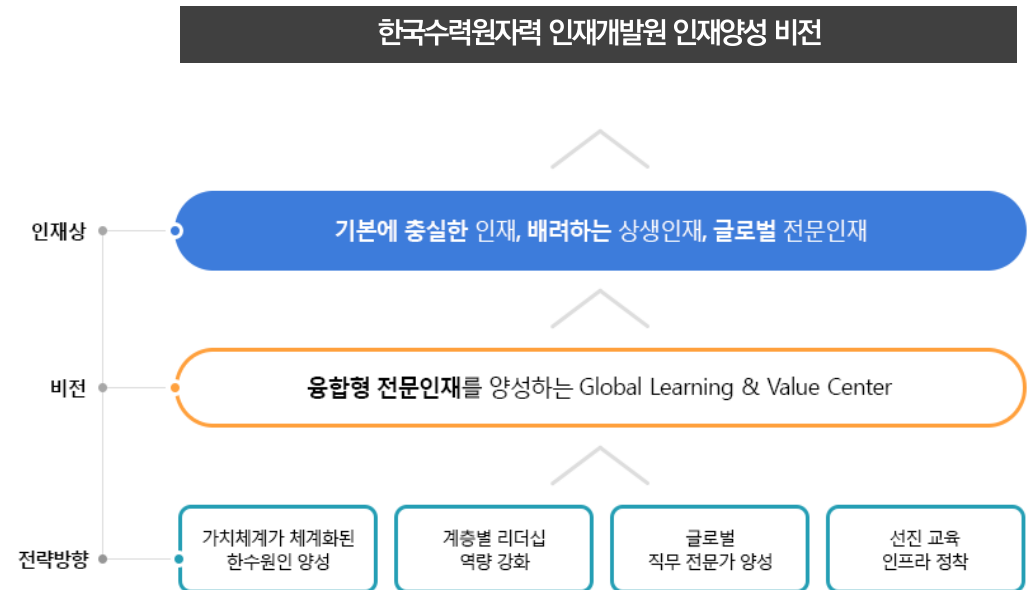 한국수력원자력 인재개발원 인재양성 비전
인재상
기본에 충실한 인재, 배려하는 상생인재, 글로벌 전문인재
비전
융합형 전문인재를 양성하는 Global Learning & Value Center
전략방향
가치체계가 체계화된
한수원인 양성
계층별 리더십
역량 강화
글로벌
직무 전문가 양성
선진 교육
인프라 정착